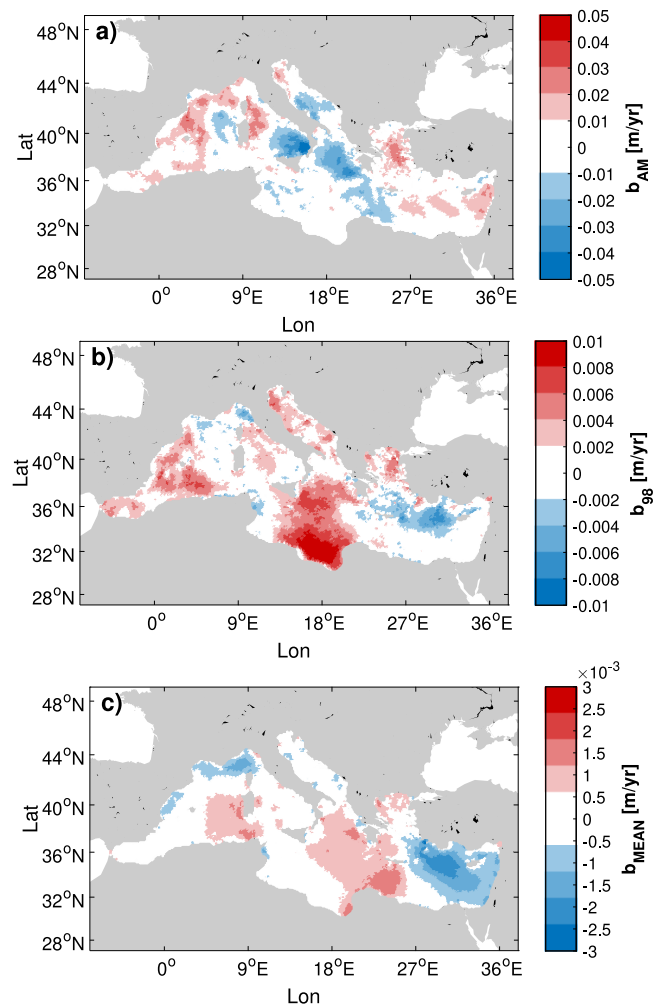 a)
48°N
44°N
40°N
36°N
32°N
28°N
Lat
0°
9°E
18°E
27°E
36°E
Lon
0.05
0.04
0.03
0.02
0.01
0
-0.01
-0.02
-0.03
-0.04
-0.05
b_AM [m/yr]
b)
48°N
44°N
40°N
36°N
32°N
28°N
Lat
0°
9°E
18°E
27°E
36°E
Lon
0.01
0.008
0.006
0.004
0.002
0
-0.002
-0.004
-0.006
-0.008
-0.01
b_98 [m/yr]
c)
48°N
44°N
40°N
36°N
32°N
28°N
Lat
0°
9°E
18°E
27°E
36°E
Lon
×10⁻³
3
2.5
2
1.5
1
0.5
-0.5
-1
-1.5
-2
-2.5
-3
b_MEAN [m/yr]